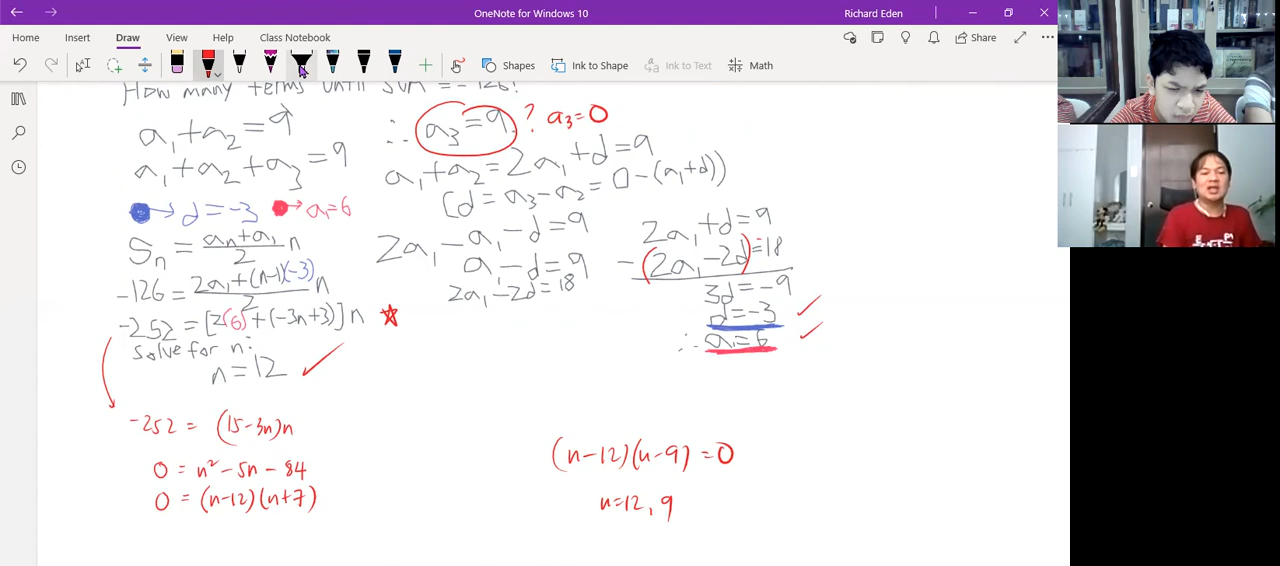 OneNote for Windows 10
Richard Eden
Home Insert Draw View Help Class Notebook
Share
Shapes Ink to Shape Ink to Text Math
How many terms until sum = -126?
a₁+a₂=9
a₁+a₂+a₃=9
d=-3 a₁=6
Sₙ=(aₙ+a₁)/2 n
-126=(2a₁+(n-1)(-3))/2 n
-252=[2(6)+(-3n+3)]n
solve for n:
n=12
-252 = (15-3n)n
0 = n²-5n-84
0 = (n-12)(n+7)
∴ a₃=9. ? a₃=0
a₁+a₂=2a₁+d=9
[d=a₃-a₂=0-(a₁+d))
2a₁-a₁-d=9
a₁-d=9
2a₁-2d=18
2a₁+d=9
-(2a₁-2d)=18
3d=-9
d=-3
∴ a₁=6
(n-12)(n-9)=0
n=12, 9